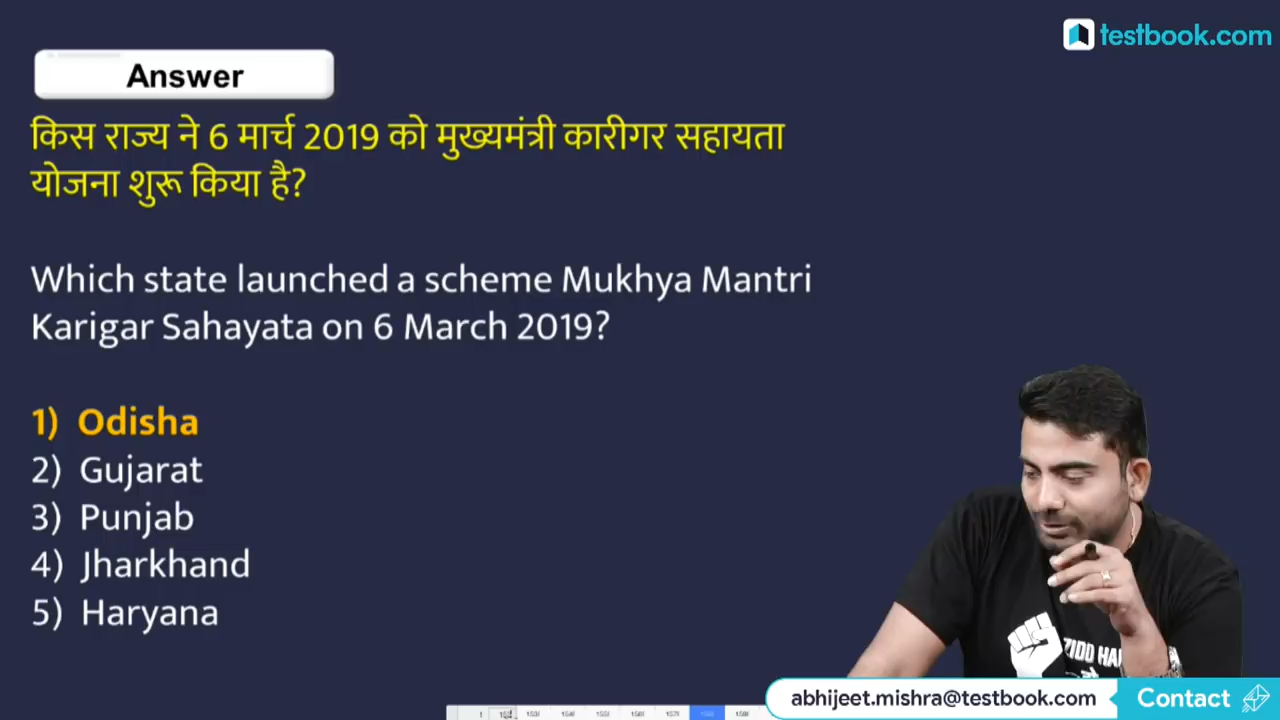 testbook.com
Answer
किस राज्य ने 6 मार्च 2019 को मुख्यमंत्री कारीगर सहायता
योजना शुरू किया है?
Which state launched a scheme Mukhya Mantri
Karigar Sahayata on 6 March 2019?
1) Odisha
2) Gujarat
3) Punjab
4) Jharkhand
5) Haryana
ZIDD
abhijeet.mishra@testbook.com
Contact